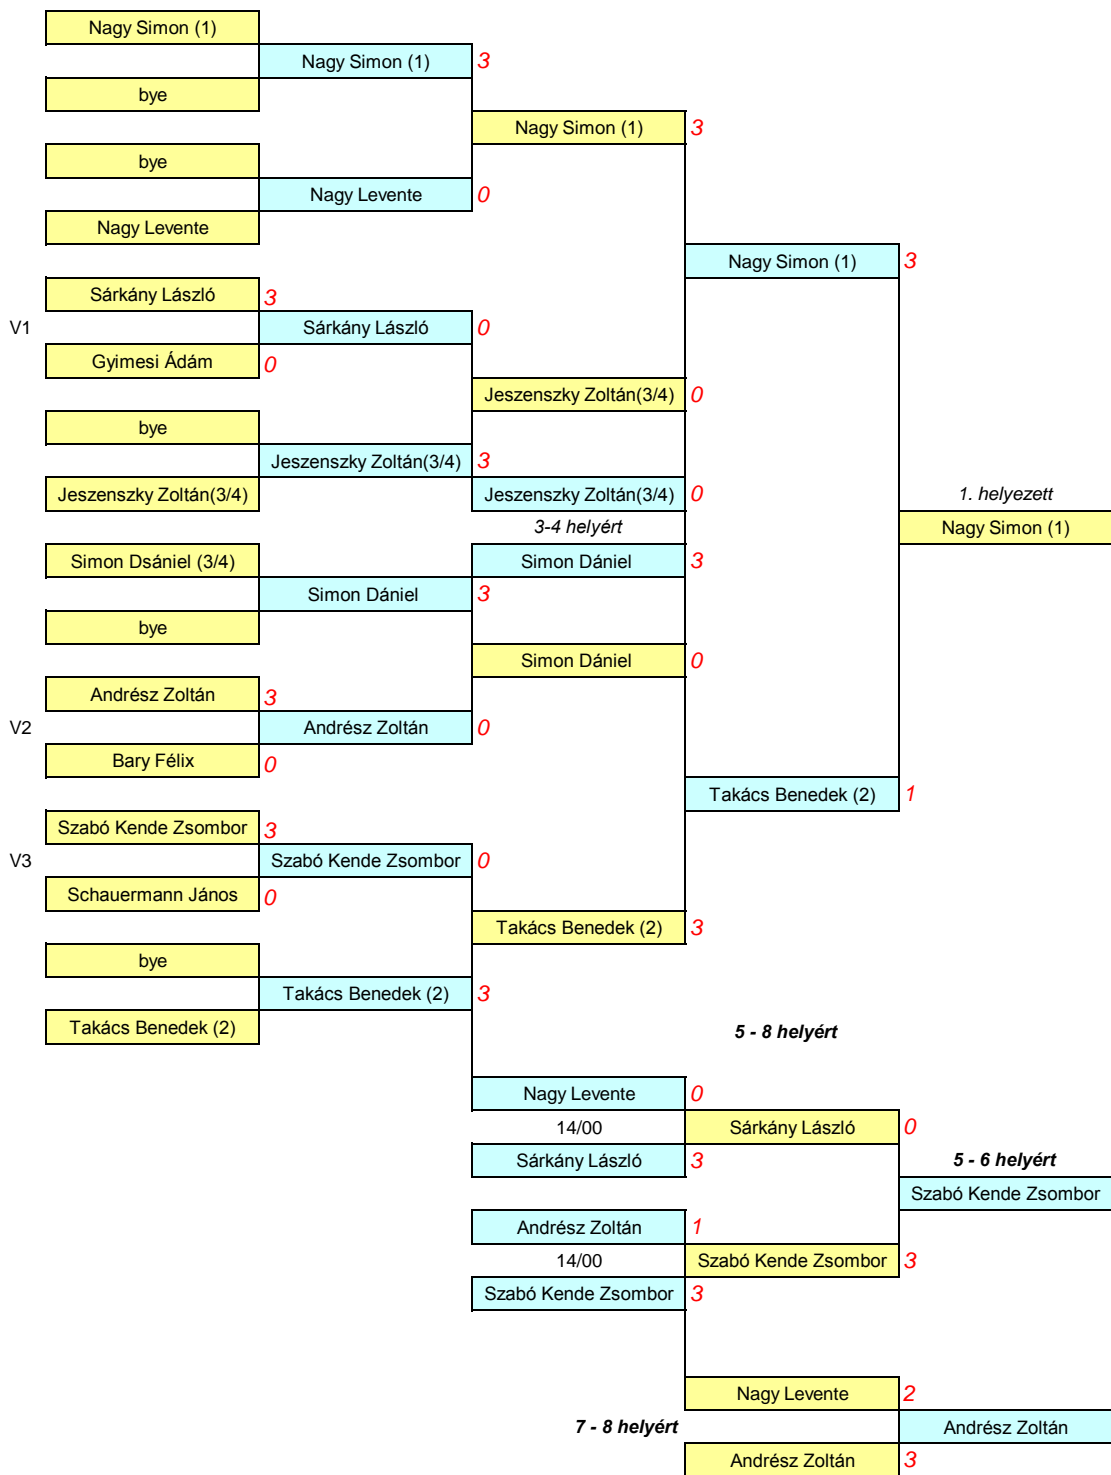 Nagy Simon (1)
Nagy Simon (1) 3
bye
Nagy Simon (1) 3
bye
Nagy Levente 0
Nagy Levente
Nagy Simon (1) 3
Sárkány László 3
V1 Sárkány László 0
Gyimesi Ádám 0
Jeszenszky Zoltán(3/4) 0
bye
Jeszenszky Zoltán(3/4) 3
Jeszenszky Zoltán(3/4) Jeszenszky Zoltán(3/4) 0 1. helyezett
3-4 helyért Nagy Simon (1)
Simon Dsániel (3/4) Simon Dániel 3
Simon Dániel 3
bye
Simon Dániel 0
Andrész Zoltán 3
V2 Andrész Zoltán 0
Bary Félix 0
Takács Benedek (2) 1
Szabó Kende Zsombor 3
V3 Szabó Kende Zsombor 0
Schauermann János 0
Takács Benedek (2) 3
bye
Takács Benedek (2) 3
Takács Benedek (2)
5 - 8 helyért
Nagy Levente 0
14/00 Sárkány László 0
Sárkány László 3 5 - 6 helyért
Szabó Kende Zsombor
Andrész Zoltán 1
14/00 Szabó Kende Zsombor 3
Szabó Kende Zsombor 3
Nagy Levente 2
7 - 8 helyért Andrész Zoltán
Andrész Zoltán 3